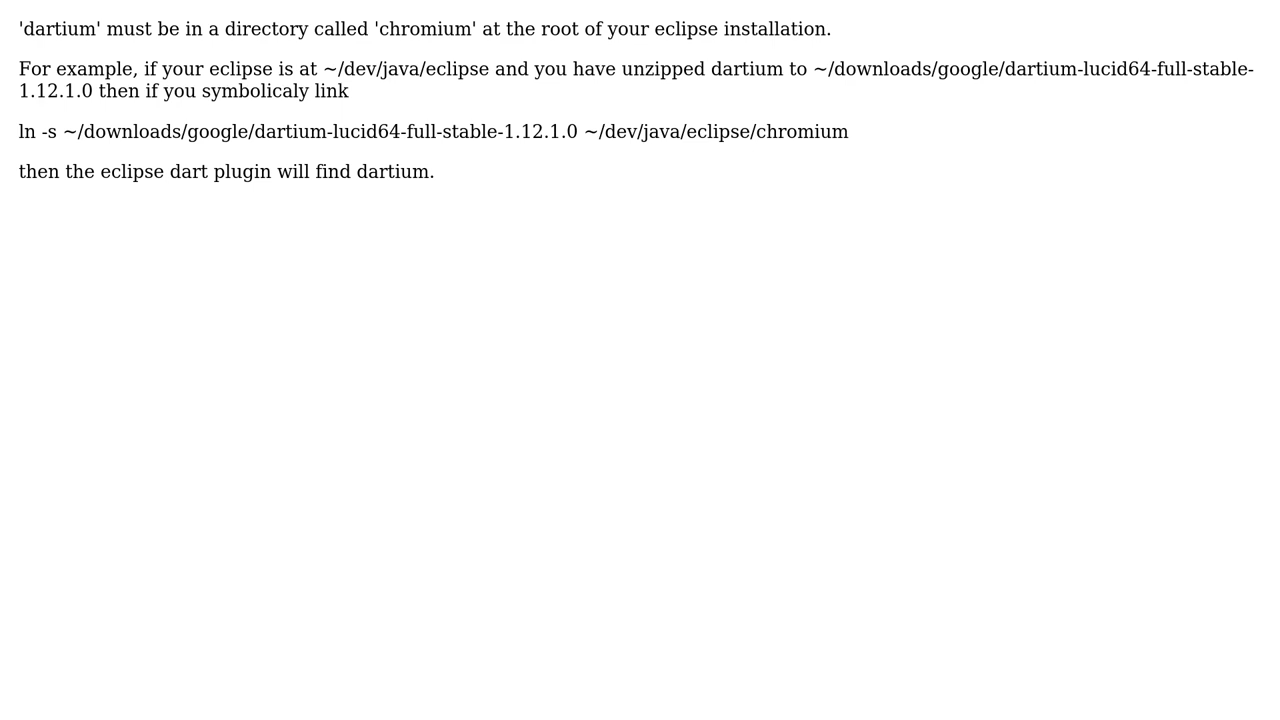 'dartium' must be in a directory called 'chromium' at the root of your eclipse installation.
For example, if your eclipse is at ~/dev/java/eclipse and you have unzipped dartium to ~/downloads/google/dartium-lucid64-full-stable-
1.12.1.0 then if you symbolicaly link
ln -s ~/downloads/google/dartium-lucid64-full-stable-1.12.1.0 ~/dev/java/eclipse/chromium
then the eclipse dart plugin will find dartium.